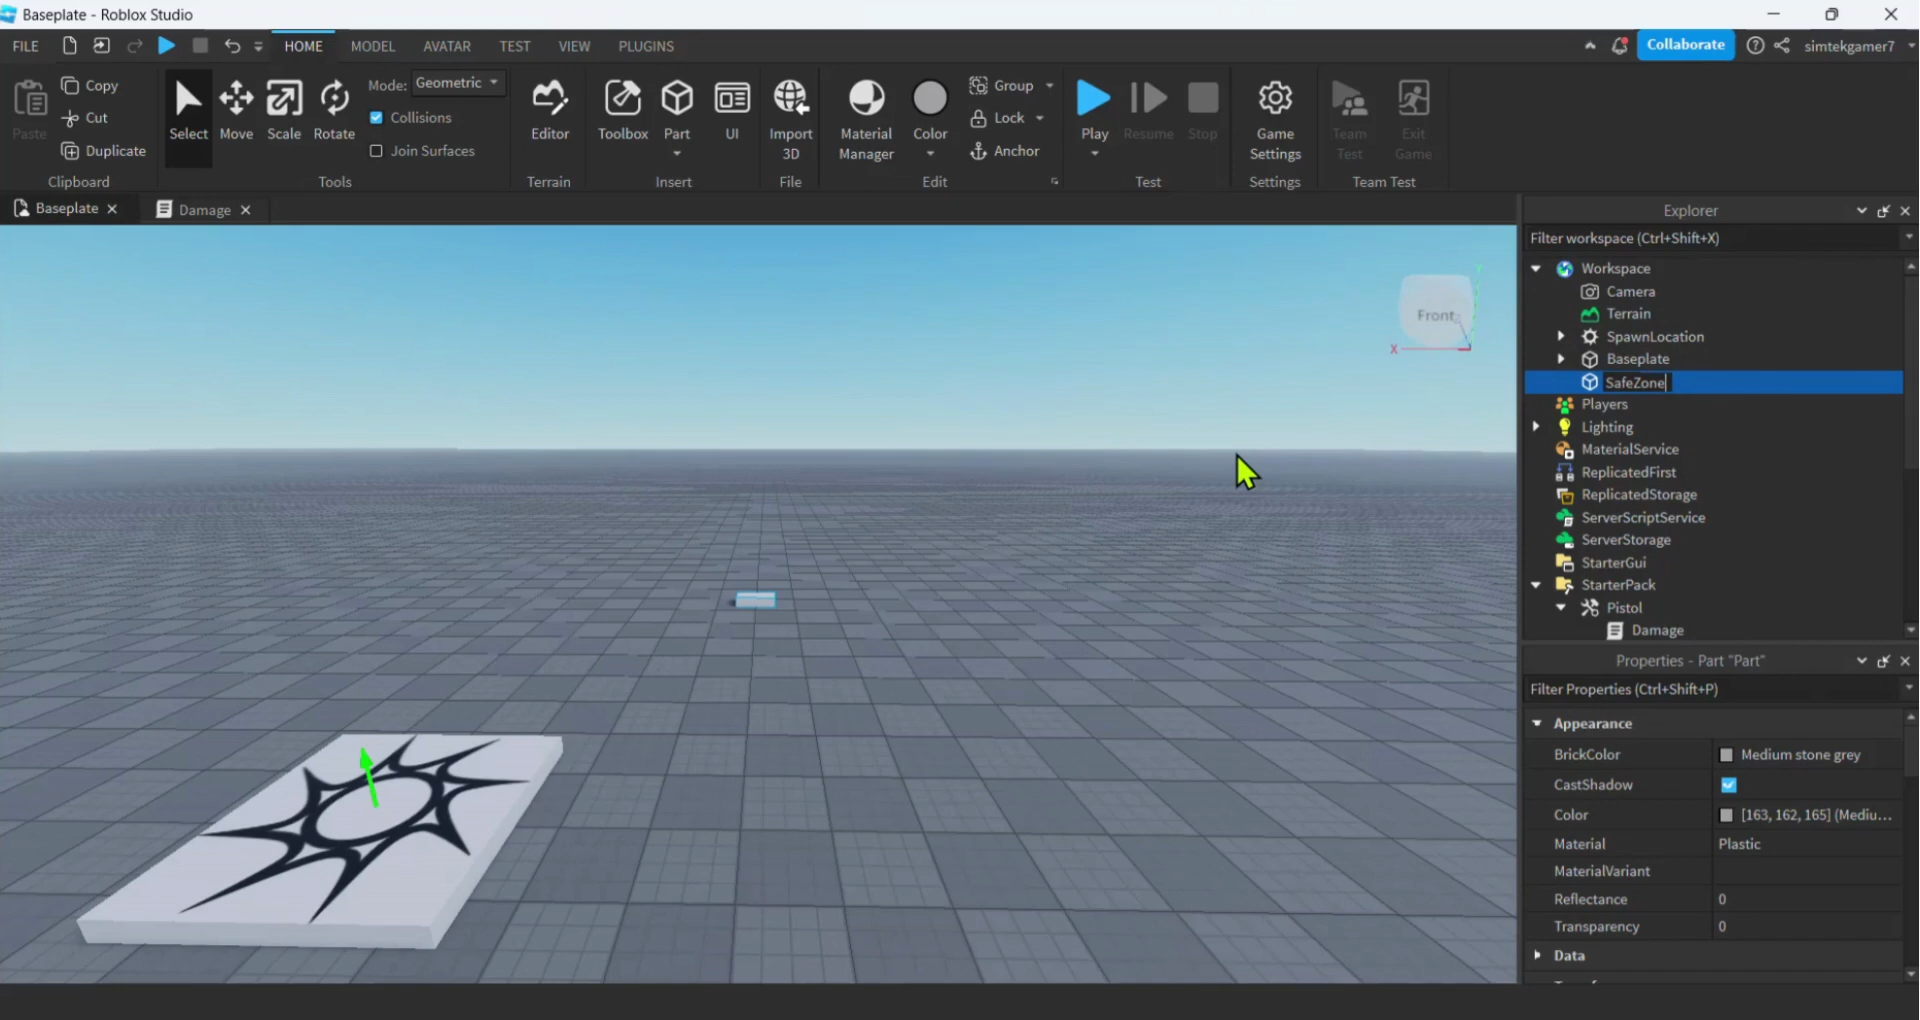 Baseplate - Roblox Studio
FILE HOME MODEL AVATAR TEST VIEW PLUGINS Collaborate simtekgamer7
Paste Copy Cut Duplicate
Clipboard
Select Move Scale Rotate
Mode: Geometric
Collisions
Join Surfaces
Tools
Editor
Terrain
Toolbox Part UI
Insert
Import
3D
File
Material
Manager
Color
Group
Lock
Anchor
Edit
Play Resume Stop
Test
Game
Settings
Settings
Team
Test
Exit
Game
Team Test
Baseplate Damage
Front
X
Y
Explorer
Filter workspace (Ctrl+Shift+X)
Workspace
Camera
Terrain
SpawnLocation
Baseplate
SafeZone
Players
Lighting
MaterialService
ReplicatedFirst
ReplicatedStorage
ServerScriptService
ServerStorage
StarterGui
StarterPack
Pistol
Damage
Properties - Part "Part"
Filter Properties (Ctrl+Shift+P)
Appearance
BrickColor Medium stone grey
CastShadow
Color [163, 162, 165] (Mediu...
Material Plastic
MaterialVariant
Reflectance 0
Transparency 0
Data